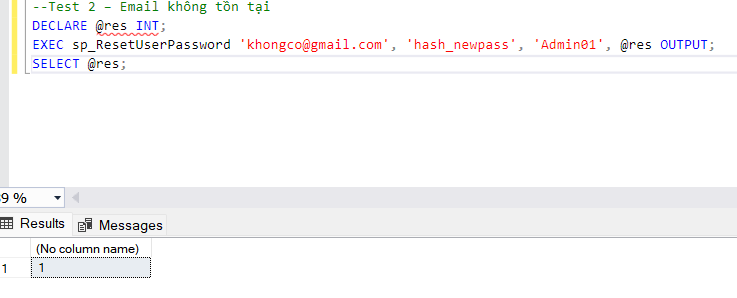 --Test 2 – Email không tồn tại
DECLARE @res INT;
EXEC sp_ResetUserPassword 'khongco@gmail.com', 'hash_newpass', 'Admin01', @res OUTPUT;
SELECT @res;
9 %
Results Messages
(No column name)
1 1